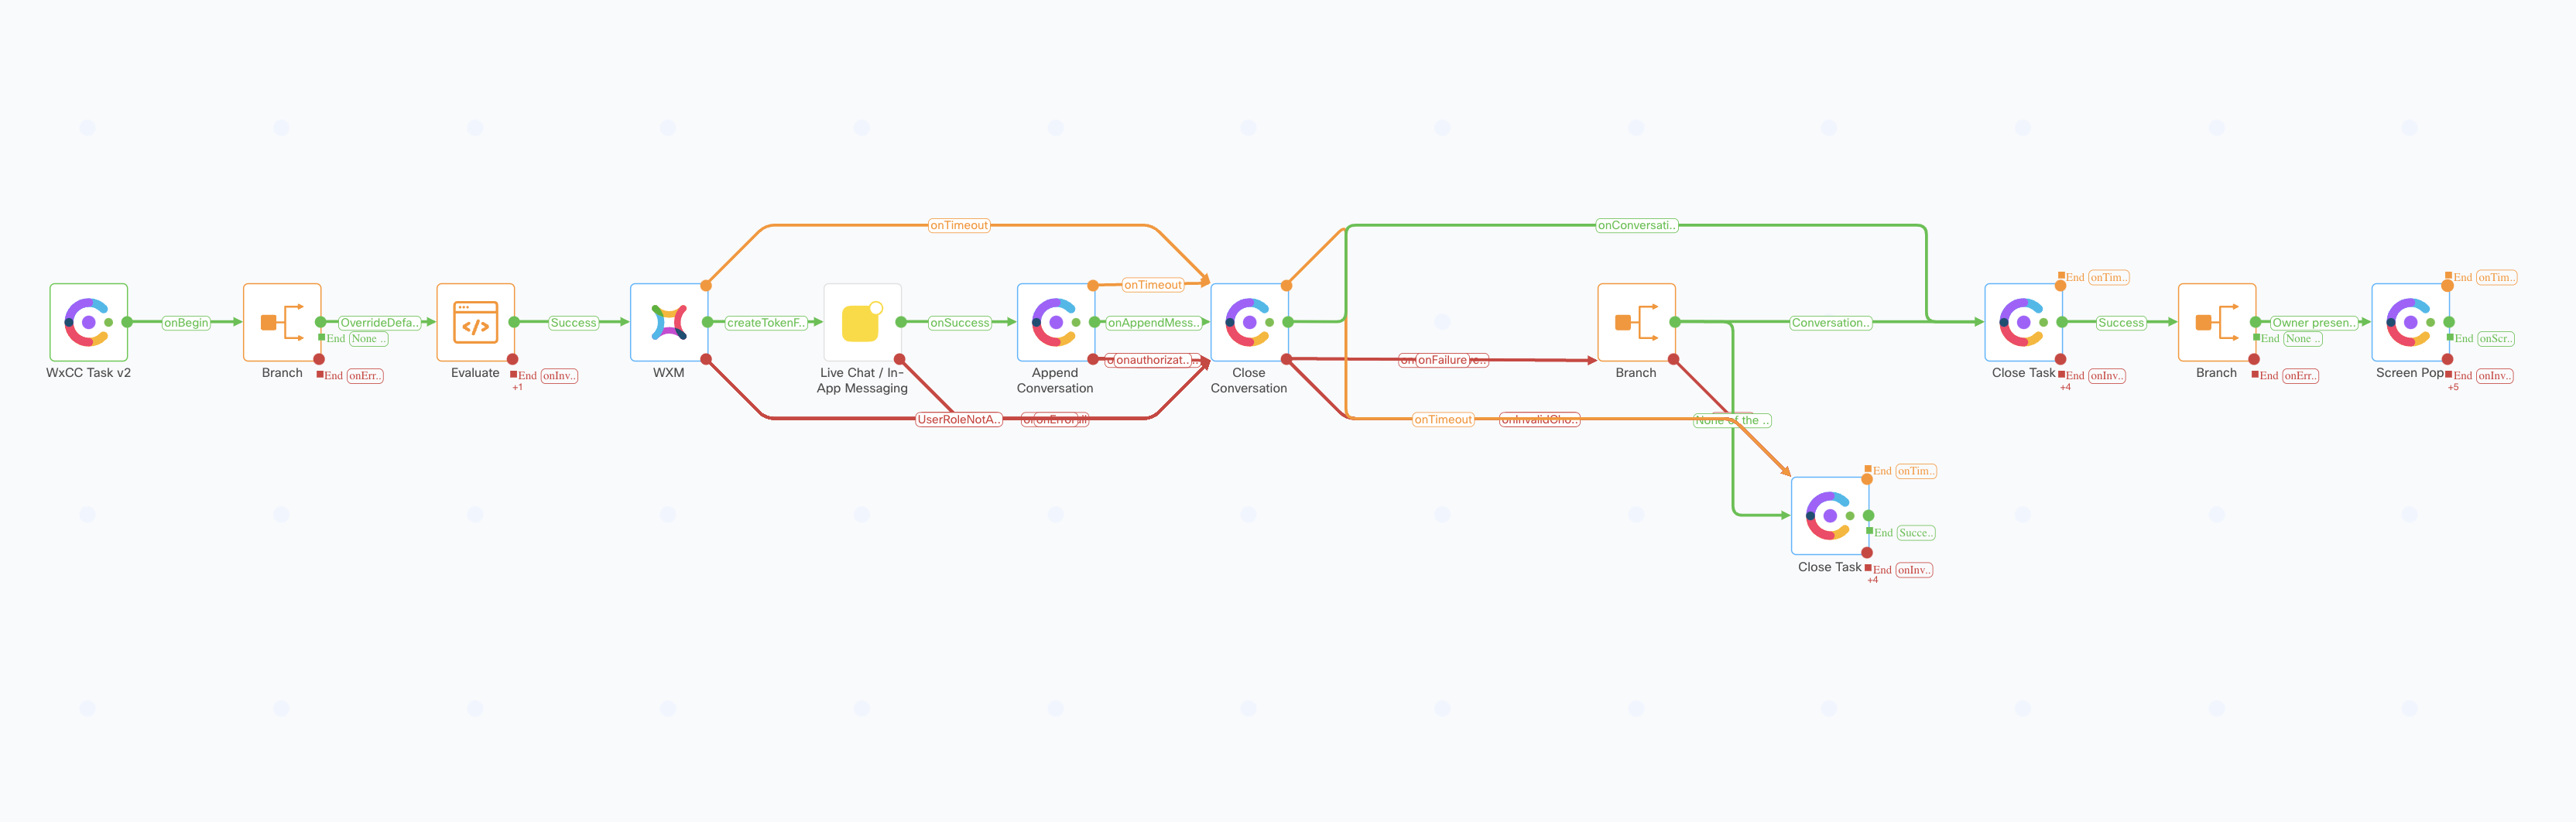 onTimeout
onConversati..
End onTim..
End onTim..
onTimeout
onBegin
OverrideDefa..
Success
createTokenF..
onSuccess
onAppendMess..
Conversation..
Success
Owner presen..
End None ..
End None ..
End onScr..
onauthorizat..
onFailure
WxCC Task v2
Branch
End onErr..
Evaluate
End onInv..
+1
WXM
Live Chat / In-
App Messaging
Append
Conversation
Close
Conversation
Branch
Close Task
End onInv..
+4
Branch
End onErr..
Screen Pop
End onInv..
+5
UserRoleNotA..
onError
onTimeout
onInvalidCho..
None of the ..
End onTim..
End Succe..
Close Task
End onInv..
+4